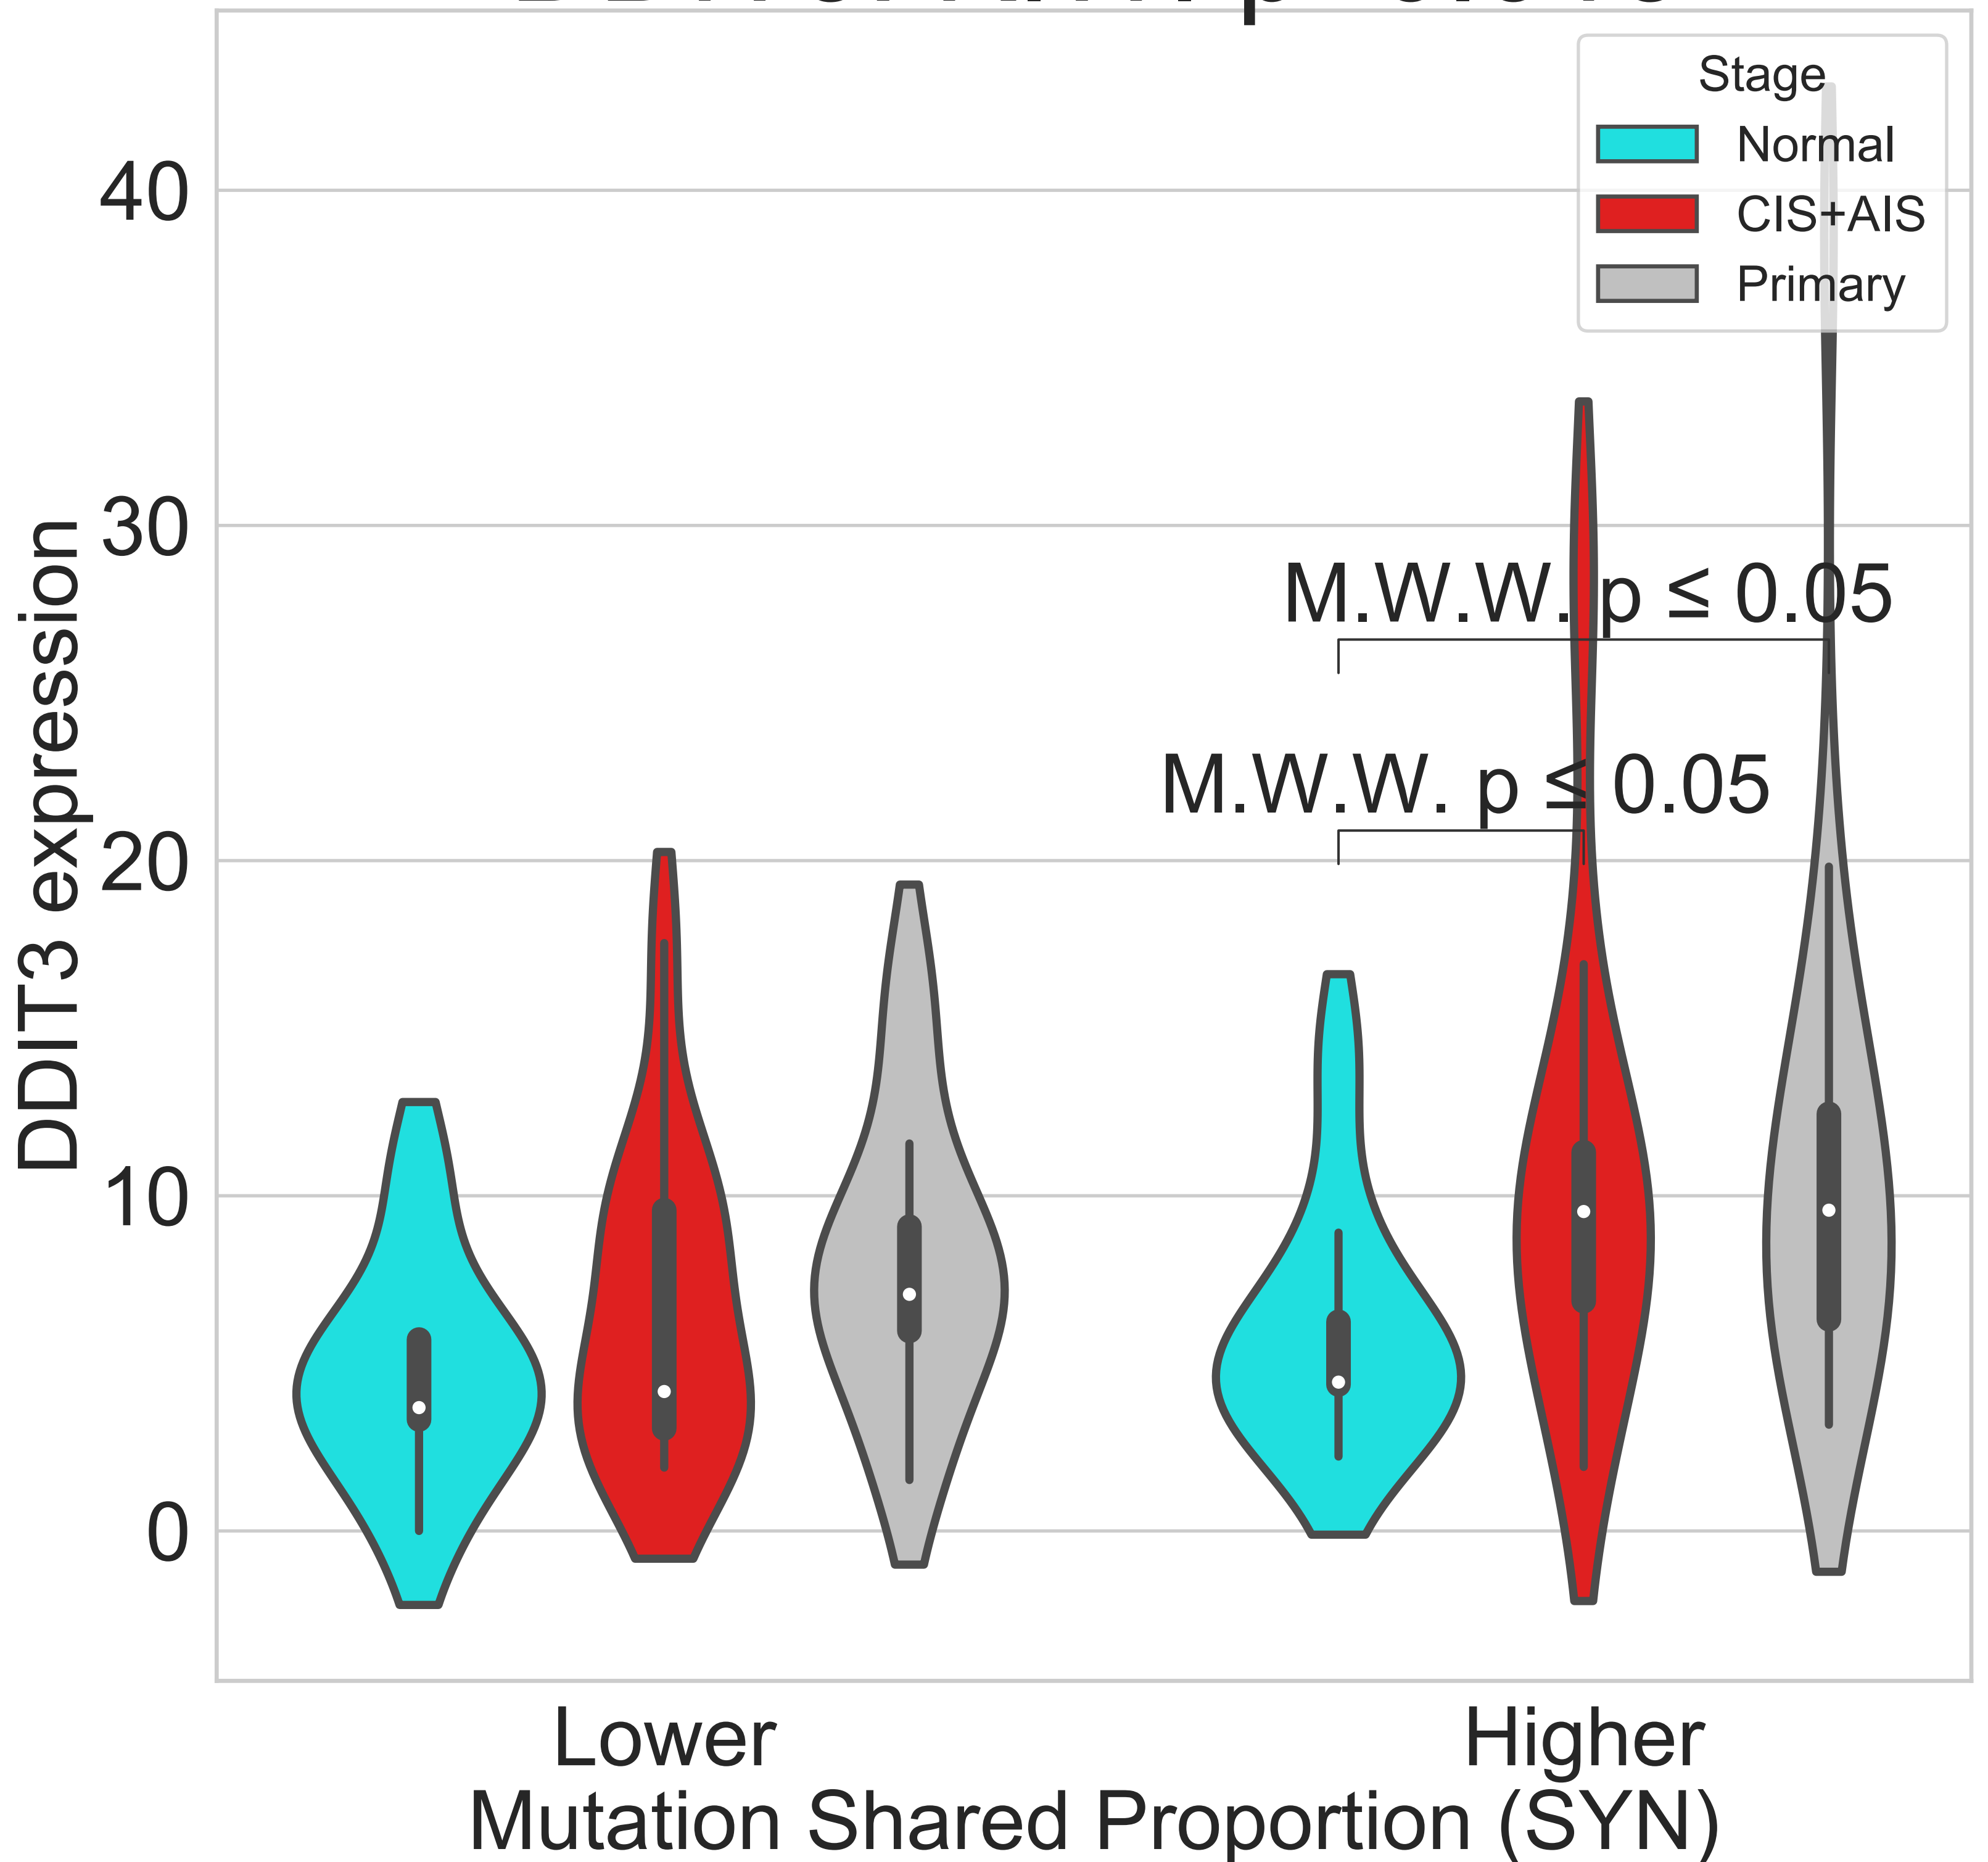 Stage
Normal
CIS+AIS
Primary
40
30
20
10
0
DDIT3 expression
M.W.W. p ≤ 0.05
M.W.W. p ≤ 0.05
Lower
Higher
Mutation Shared Proportion (SYN)